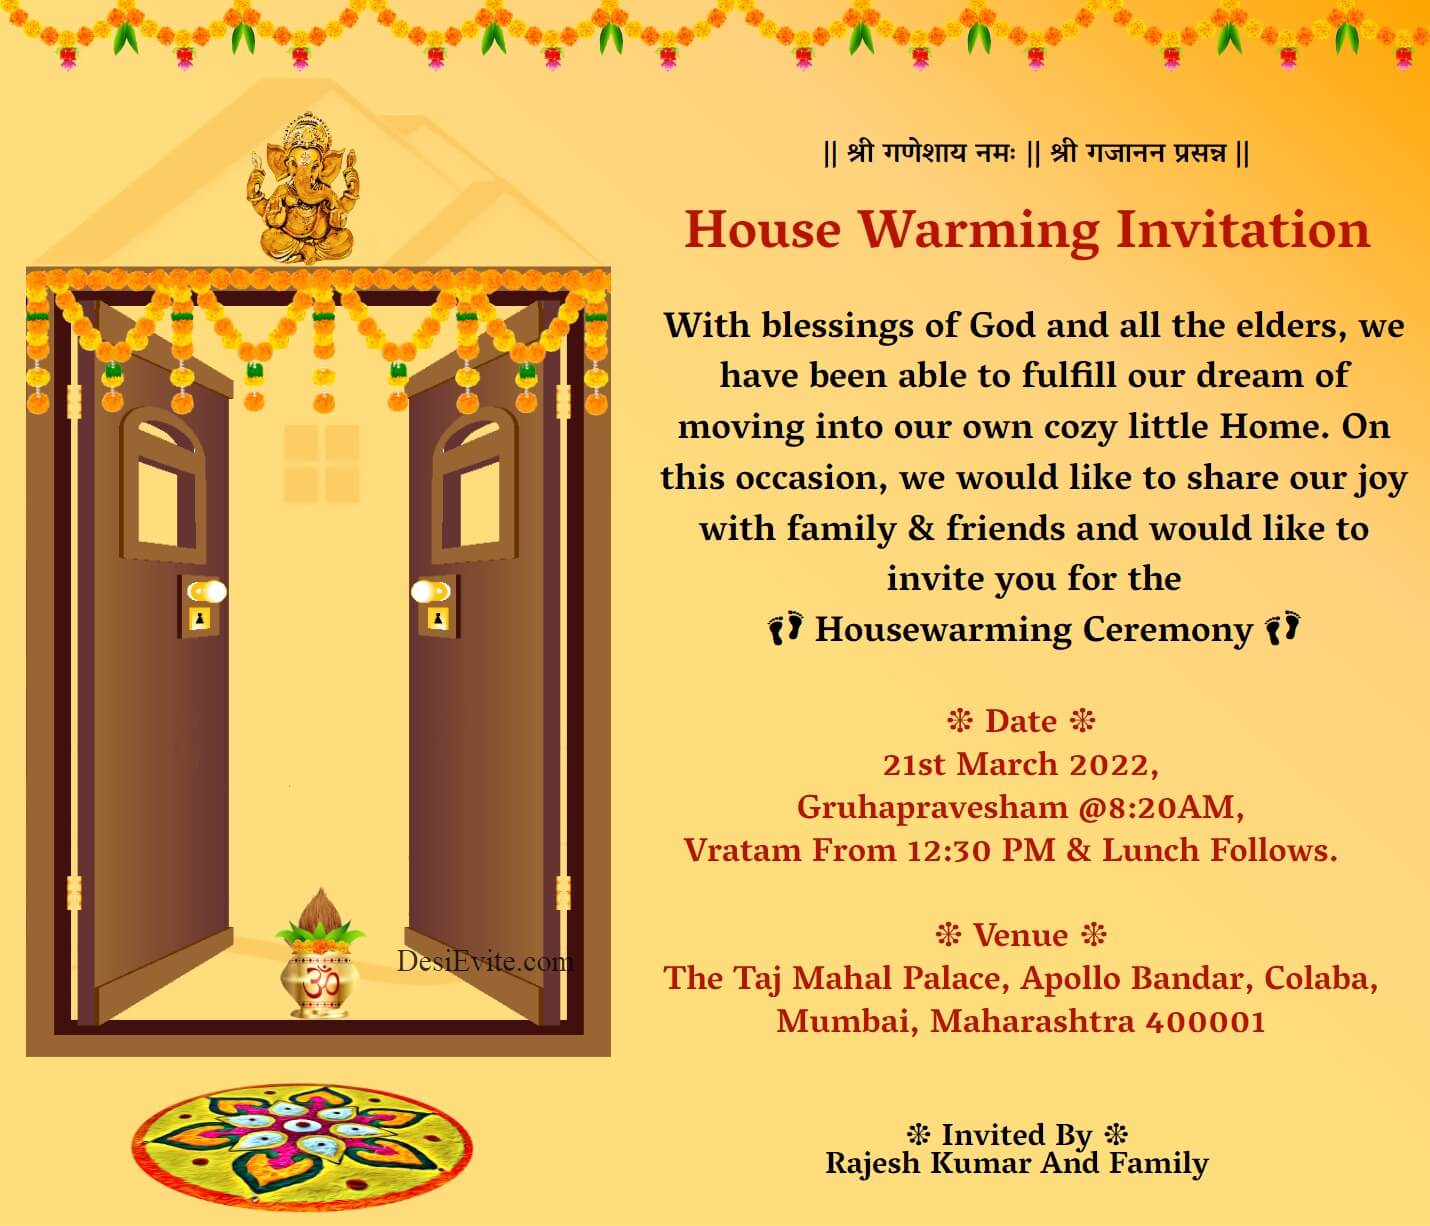 || श्री गणेशाय नमः || श्री गजानन प्रसन्न ||
House Warming Invitation
With blessings of God and all the elders, we
have been able to fulfill our dream of
moving into our own cozy little Home. On
this occasion, we would like to share our joy
with family & friends and would like to
invite you for the
👣 Housewarming Ceremony 👣
❊ Date ❊
21st March 2022,
Gruhapravesham @8:20AM,
Vratam From 12:30 PM & Lunch Follows.
❊ Venue ❊
The Taj Mahal Palace, Apollo Bandar, Colaba,
Mumbai, Maharashtra 400001
❊ Invited By ❊
Rajesh Kumar And Family
DesiEvite.com
ॐ